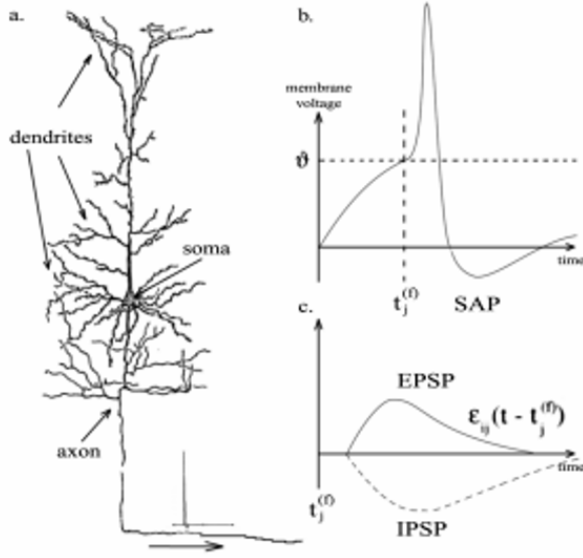 a.
dendrites
soma
axon
b.
membrane
voltage
ϑ
time
t_j^(f)
SAP
c.
EPSP
ε_ij(t - t_j^(f))
time
t_j^(f)
IPSP